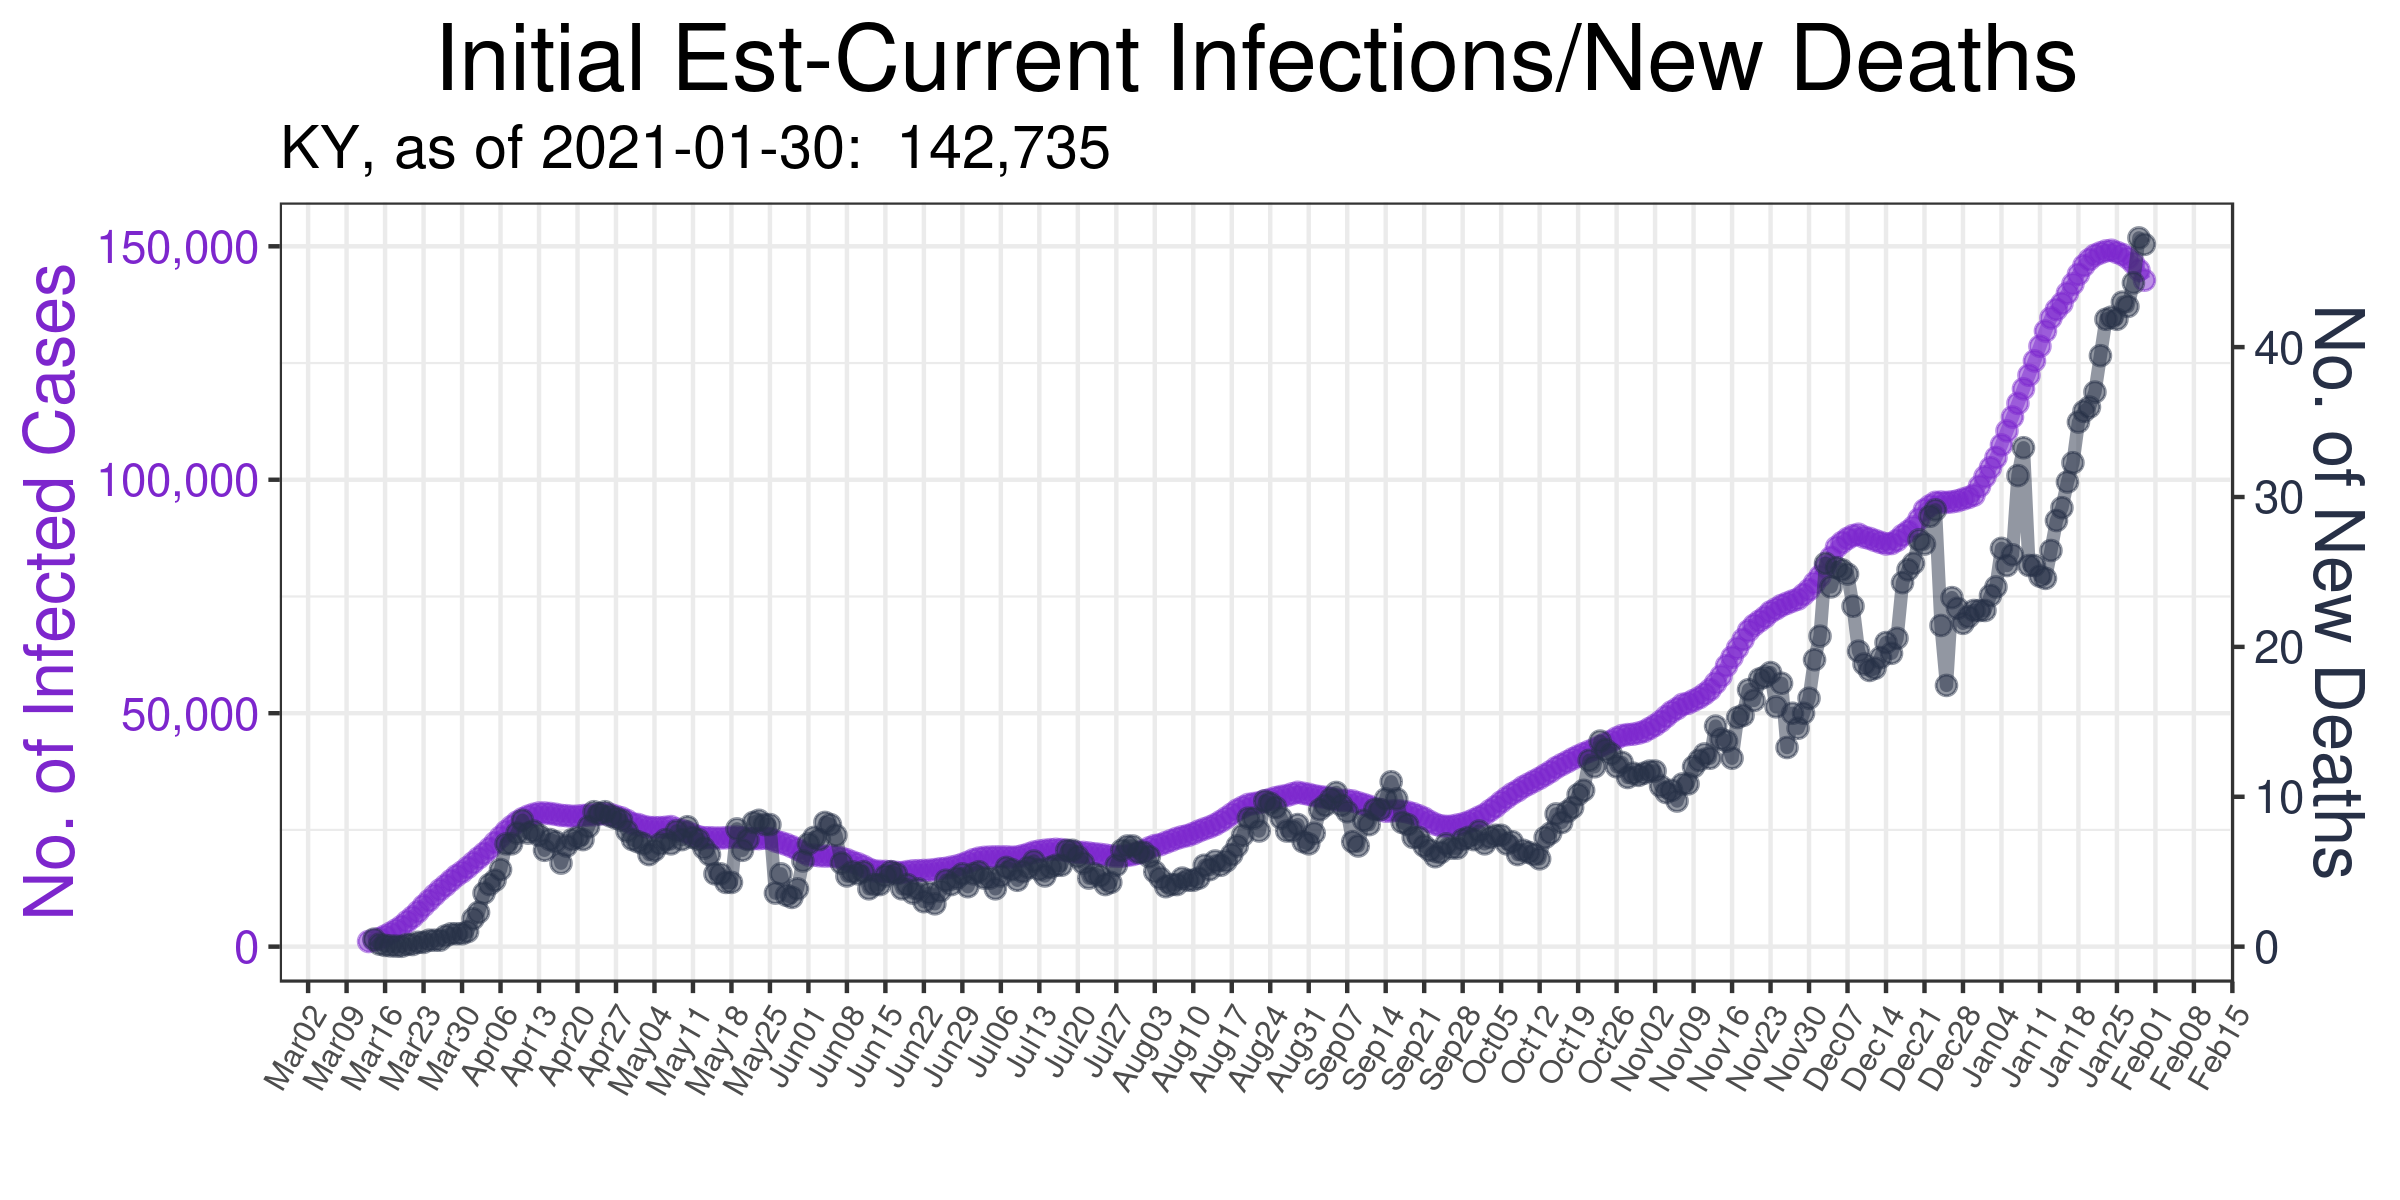 Initial Est-Current Infections/New Deaths
KY, as of 2021-01-30:  142,735
No. of Infected Cases
150,000
100,000
50,000
0
40
30
20
10
0
No. of New Deaths
Mar02
Mar09
Mar16
Mar23
Mar30
Apr06
Apr13
Apr20
Apr27
May04
May11
May18
May25
Jun01
Jun08
Jun15
Jun22
Jun29
Jul06
Jul13
Jul20
Jul27
Aug03
Aug10
Aug17
Aug24
Aug31
Sep07
Sep14
Sep21
Sep28
Oct05
Oct12
Oct19
Oct26
Nov02
Nov09
Nov16
Nov23
Nov30
Dec07
Dec14
Dec21
Dec28
Jan04
Jan11
Jan18
Jan25
Feb01
Feb08
Feb15